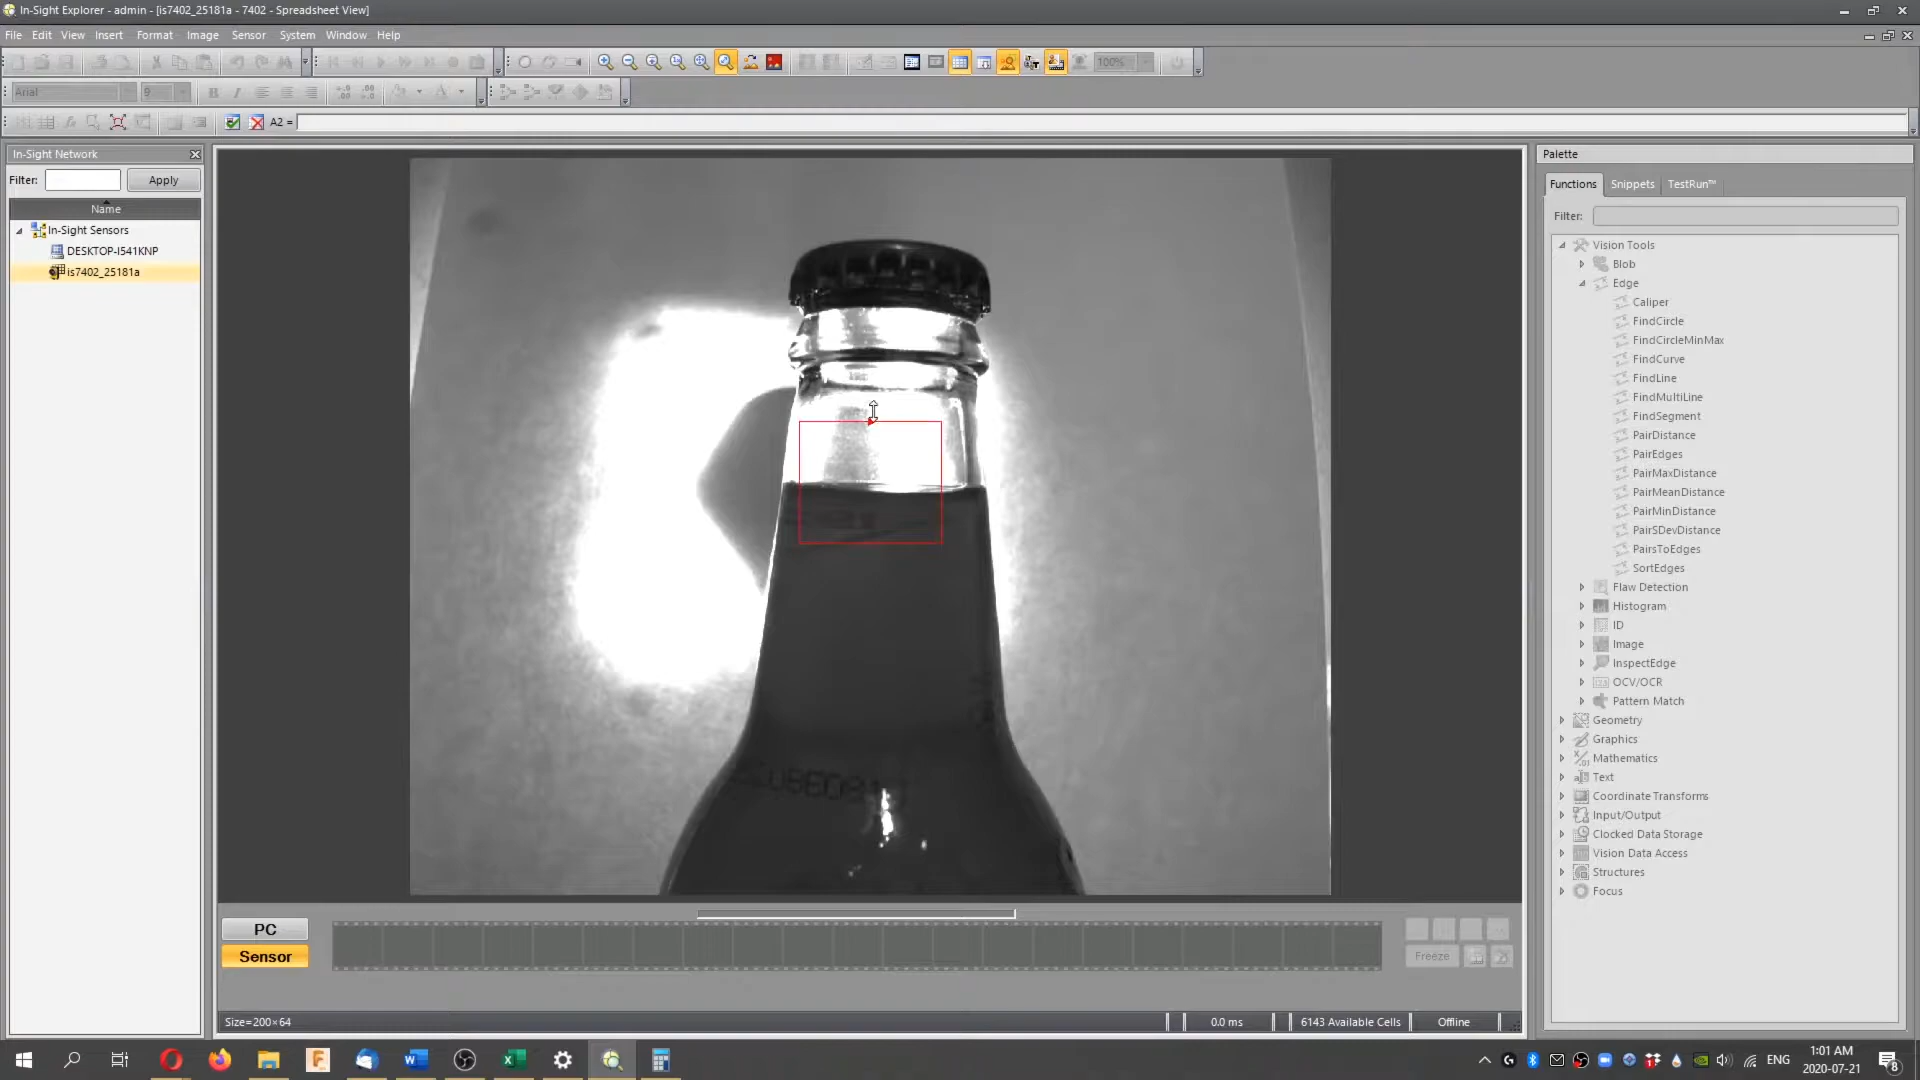 In-Sight Explorer - admin - [is7402_25181a - 7402 - Spreadsheet View]
File Edit View Insert Format Image Sensor System Window Help
100%
Arial 9
A2 =
In-Sight Network
Filter: Apply
Name
In-Sight Sensors
DESKTOP-I541KNP
is7402_25181a
Palette
Functions Snippets TestRun™
Filter:
Vision Tools
Blob
Edge
Caliper
FindCircle
FindCircleMinMax
FindCurve
FindLine
FindMultiLine
FindSegment
PairDistance
PairEdges
PairMaxDistance
PairMeanDistance
PairMinDistance
PairSDevDistance
PairsToEdges
SortEdges
Flaw Detection
Histogram
ID
Image
InspectEdge
OCV/OCR
Pattern Match
Geometry
Graphics
Mathematics
Text
Coordinate Transforms
Input/Output
Clocked Data Storage
Vision Data Access
Structures
Focus
PC
Sensor
Freeze
Size=200×64 0.0 ms 6143 Available Cells Offline
ENG 1:01 AM
2020-07-21
8